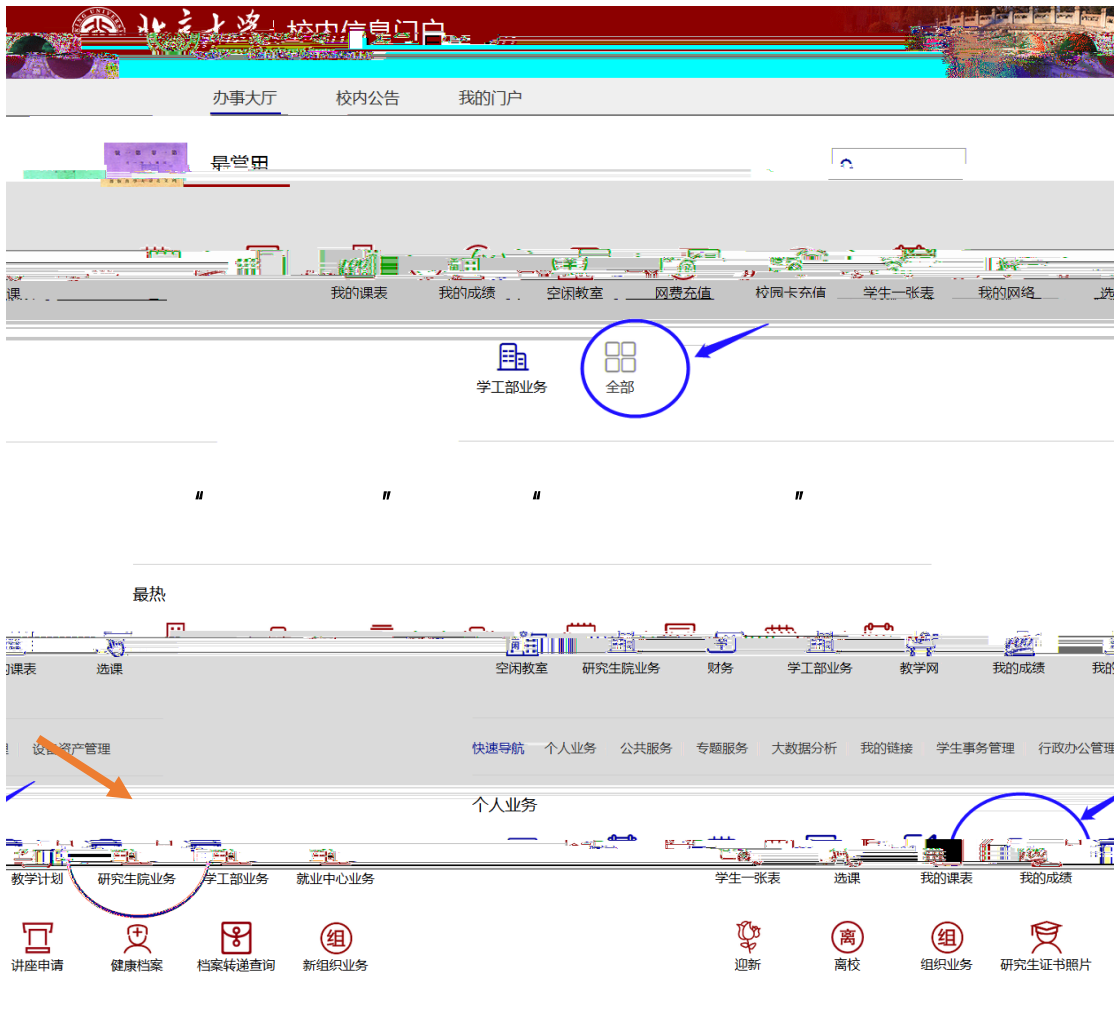 北京大学 校内信息门户
办事大厅 校内公告 我的门户
最常用
课 我的课表 我的成绩 空闲教室 网费充值 校园卡充值 学生一张表 我的网络 选
学工部业务 全部
“ ” “ ”
最热
课表 选课 空闲教室 研究生院业务 财务 学工部业务 教学网 我的成绩 我的
理 设备资产管理 快速导航 个人业务 公共服务 专题服务 大数据分析 我的链接 学生事务管理 行政办公管理
个人业务
教学计划 研究生院业务 学工部业务 就业中心业务 学生一张表 选课 我的课表 我的成绩
组 离 组
讲座申请 健康档案 档案转递查询 新组织业务 迎新 离校 组织业务 研究生证书照片